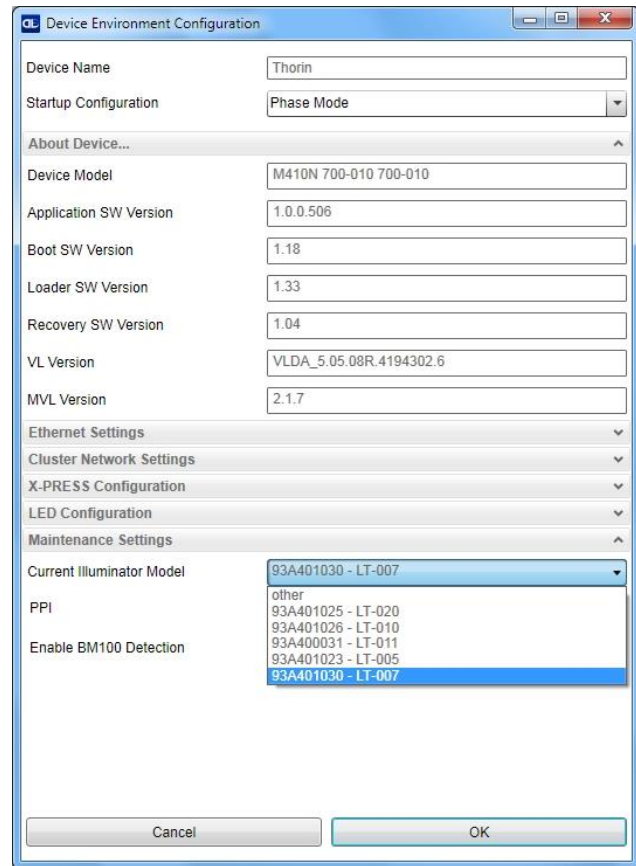 DL Device Environment Configuration
Device Name Thorin
Startup Configuration Phase Mode
About Device...
Device Model M410N 700-010 700-010
Application SW Version 1.0.0.506
Boot SW Version 1.18
Loader SW Version 1.33
Recovery SW Version 1.04
VL Version VLDA_5.05.08R.4194302.6
MVL Version 2.1.7
Ethernet Settings
Cluster Network Settings
X-PRESS Configuration
LED Configuration
Maintenance Settings
Current Illuminator Model 93A401030 - LT-007
PPI
Enable BM100 Detection
other
93A401025 - LT-020
93A401026 - LT-010
93A400031 - LT-011
93A401023 - LT-005
93A401030 - LT-007
Cancel OK